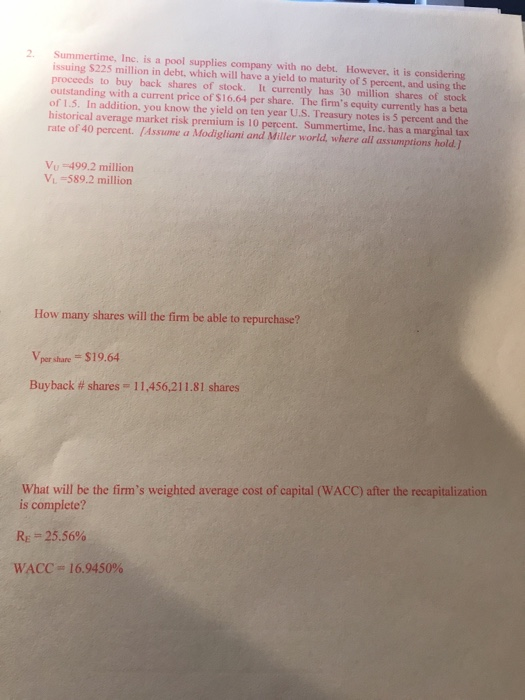 2. Summertime, Inc. is a pool supplies company with no debt. However, it is considering
issuing $225 million in debt, which will have a yield to maturity of 5 percent, and using the
proceeds to buy back shares of stock. It currently has 30 million shares of stock
outstanding with a current price of $16.64 per share. The firm's equity currently has a beta
of 1.5. In addition, you know the yield on ten year U.S. Treasury notes is 5 percent and the
historical average market risk premium is 10 percent. Summertime, Inc. has a marginal tax
rate of 40 percent. [Assume a Modigliani and Miller world, where all assumptions hold.]
VU =499.2 million
VL =589.2 million
How many shares will the firm be able to repurchase?
Vper share = $19.64
Buyback # shares = 11,456,211.81 shares
What will be the firm's weighted average cost of capital (WACC) after the recapitalization
is complete?
RE = 25.56%
WACC = 16.9450%